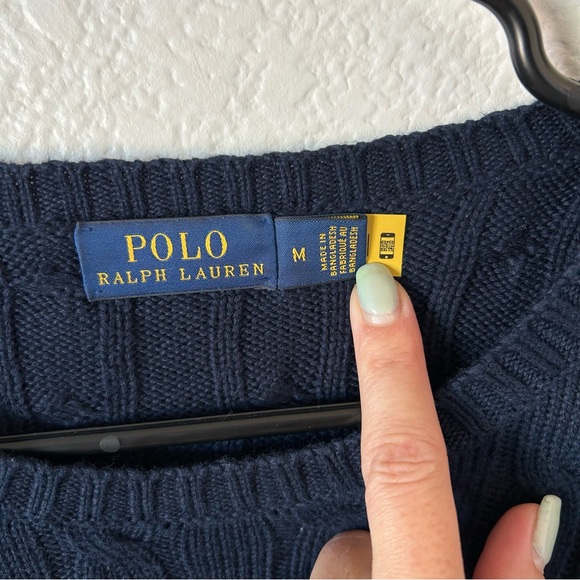 POLO
RALPH LAUREN
M
MADE IN
BANGLADESH
FABRIQUÉ AU
BANGLADESH